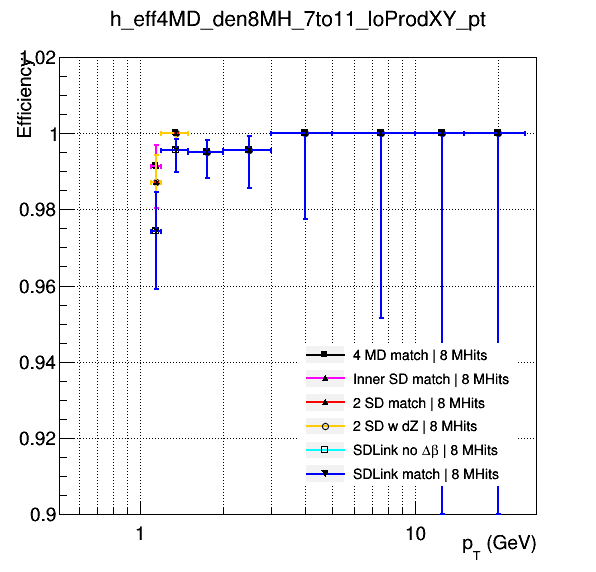 h_eff4MD_den8MH_7to11_loProdXY_pt
Efficiency
1.02
1
0.98
0.96
0.94
0.92
0.9
4 MD match | 8 MHits
Inner SD match | 8 MHits
2 SD match | 8 MHits
2 SD w dZ | 8 MHits
SDLink no Δβ | 8 MHits
SDLink match | 8 MHits
1
10
p_T (GeV)